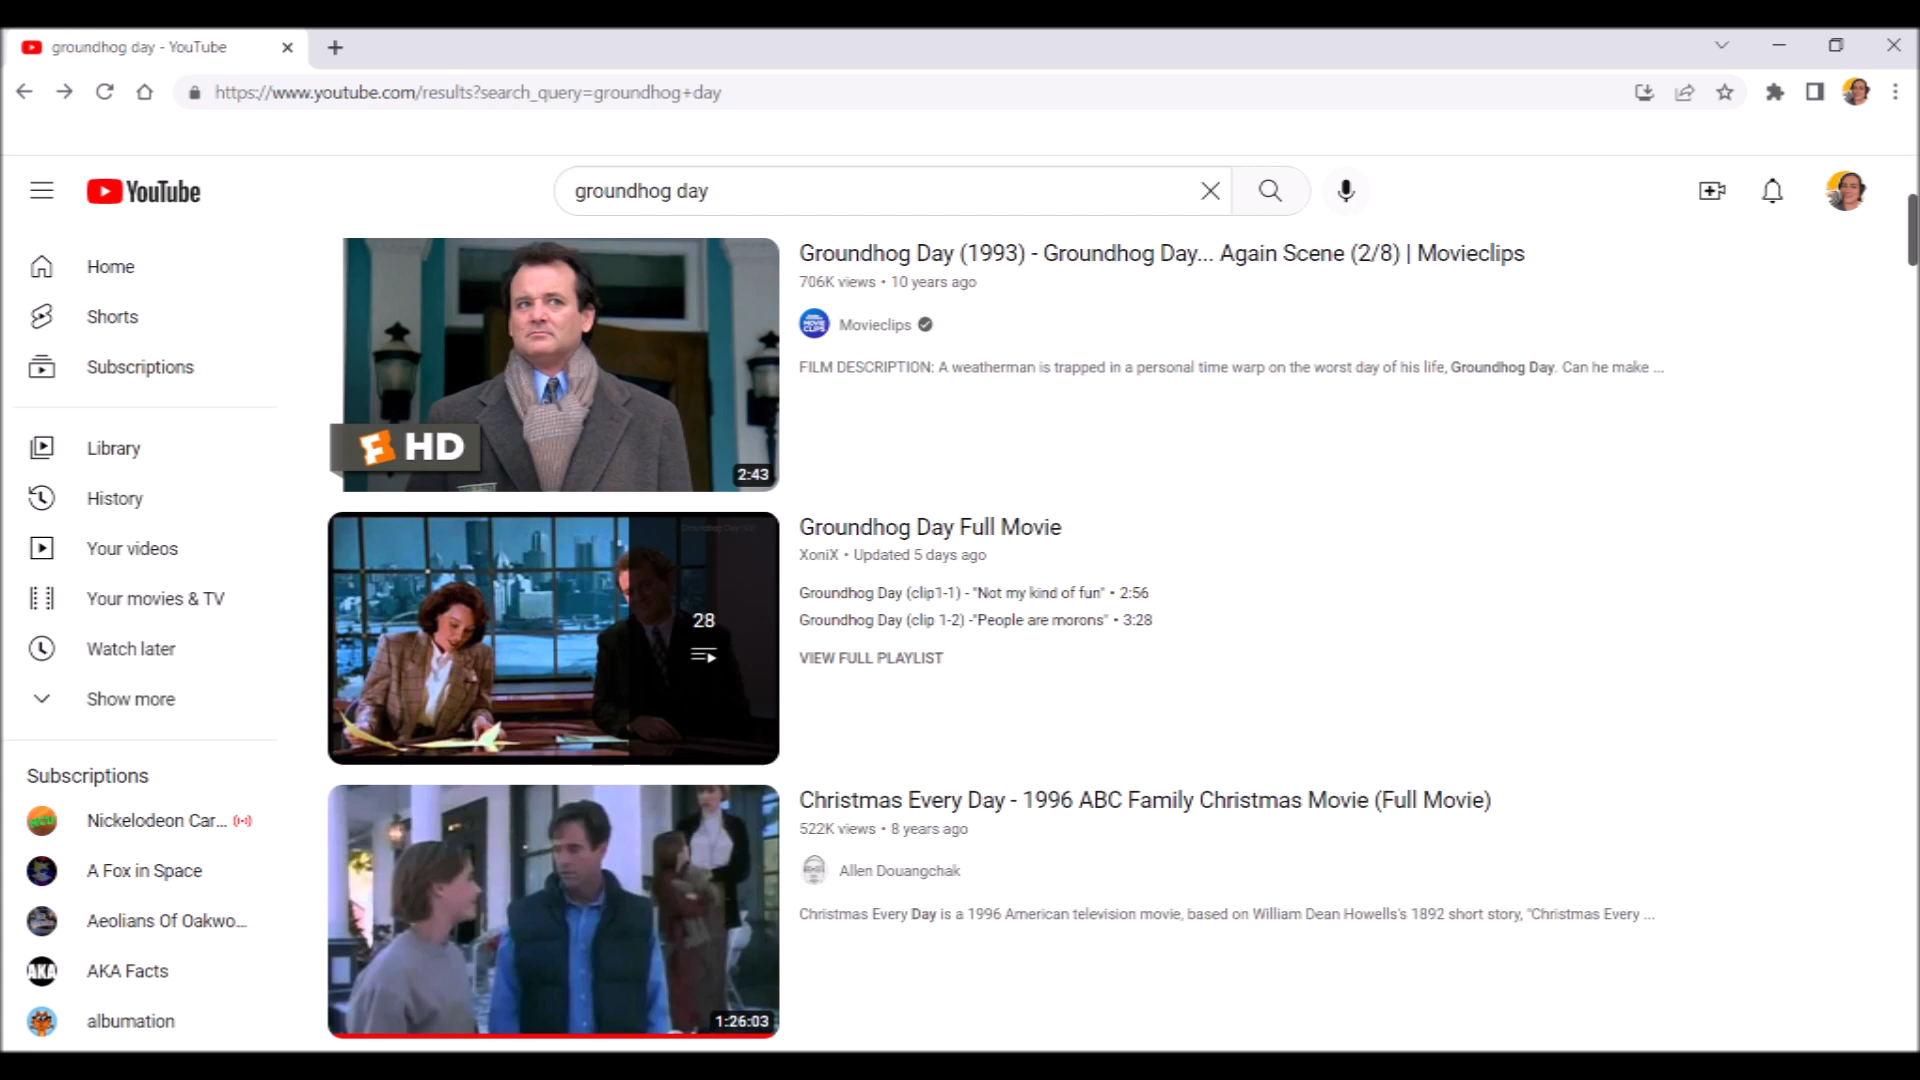 groundhog day - YouTube
https://www.youtube.com/results?search_query=groundhog+day
YouTube
groundhog day
Home
Shorts
Subscriptions
Library
History
Your videos
Your movies & TV
Watch later
Show more
Subscriptions
Nickelodeon Car...
A Fox in Space
Aeolians Of Oakwo...
AKA
AKA Facts
albumation
HD
2:43
Groundhog Day (1993) - Groundhog Day... Again Scene (2/8) | Movieclips
706K views • 10 years ago
MOVIE CLIPS
Movieclips
FILM DESCRIPTION: A weatherman is trapped in a personal time warp on the worst day of his life, Groundhog Day. Can he make ...
28
Groundhog Day Full Movie
XoniX • Updated 5 days ago
Groundhog Day (clip1-1) - "Not my kind of fun" • 2:56
Groundhog Day (clip 1-2) -"People are morons" • 3:28
VIEW FULL PLAYLIST
1:26:03
Christmas Every Day - 1996 ABC Family Christmas Movie (Full Movie)
522K views • 8 years ago
Allen Douangchak
Christmas Every Day is a 1996 American television movie, based on William Dean Howells's 1892 short story, "Christmas Every ...